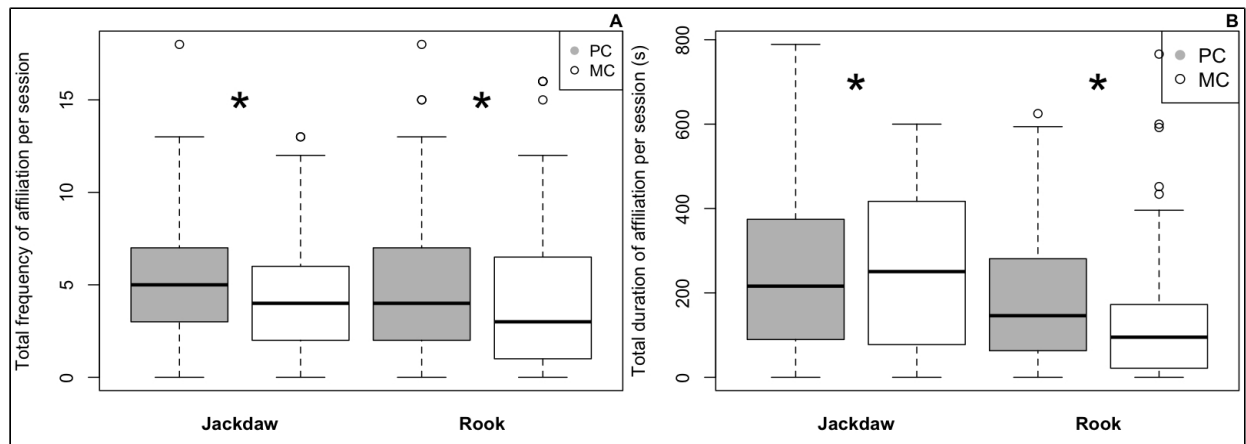 A
Total frequency of affiliation per session
0
5
10
15
PC
MC
*
*
Jackdaw
Rook
B
Total duration of affiliation per session (s)
0
200
400
600
800
PC
MC
*
*
Jackdaw
Rook